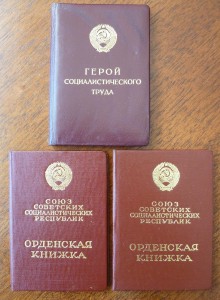 ГЕРОЙ
СОЦИАЛИСТИЧЕСКОГО
ТРУДА
СОЮЗ
СОВЕТСКИХ
СОЦИАЛИСТИЧЕСКИХ
РЕСПУБЛИК
ОРДЕНСКАЯ
КНИЖКА
СОЮЗ
СОВЕТСКИХ
СОЦИАЛИСТИЧЕСКИХ
РЕСПУБЛИК
ОРДЕНСКАЯ
КНИЖКА